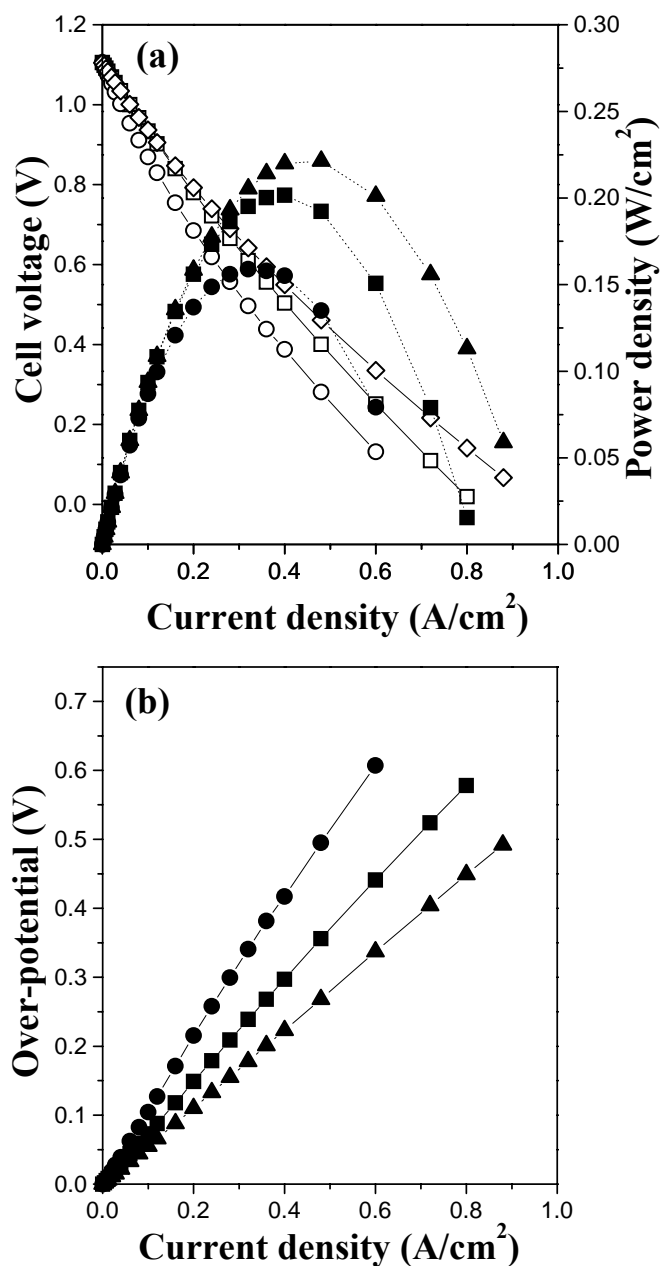 (a)
Cell voltage (V)
1.2
1.0
0.8
0.6
0.4
0.2
0.0
Power density (W/cm²)
0.30
0.25
0.20
0.15
0.10
0.05
0.00
0.0 0.2 0.4 0.6 0.8 1.0
Current density (A/cm²)
(b)
Over-potential (V)
0.7
0.6
0.5
0.4
0.3
0.2
0.1
0.0
0.0 0.2 0.4 0.6 0.8 1.0
Current density (A/cm²)